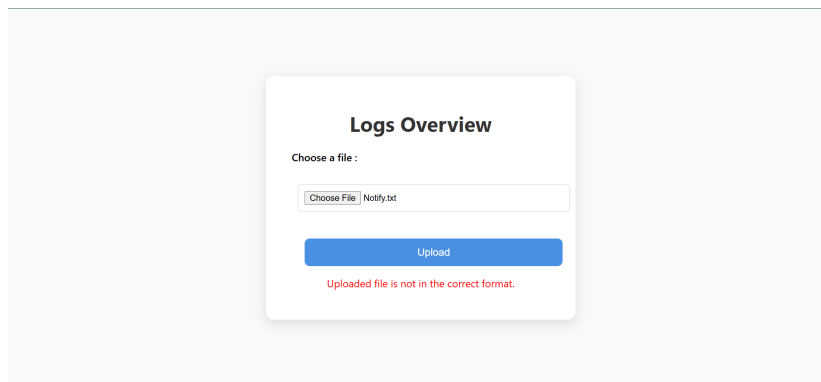 Logs Overview
Choose a file :
Choose File Notify.txt
Upload
Uploaded file is not in the correct format.